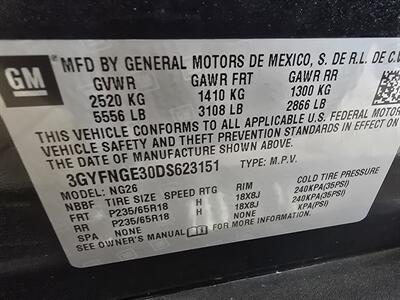 GM
MFD BY GENERAL MOTORS DE MEXICO, S. DE R.L. DE C.V
GVWR GAWR FRT GAWR RR
2520 KG 1410 KG 1300 KG
5556 LB 3108 LB 2866 LB
THIS VEHICLE CONFORMS TO ALL APPLICABLE U.S. FEDERAL
VEHICLE SAFETY AND THEFT PREVENTION STANDARDS IN
EFFECT ON THE DATE OF MANUFACTURE SHOWN ABOVE.
3GYFNGE30DS623151 TYPE: M.P.V.
MODEL: NG26
NBBF TIRE SIZE SPEED RTG RIM COLD TIRE PRESSURE
FRT P235/65R18 H 18X8J 240KPA(35PSI)
RR P235/65R18 H 18X8J 240KPA(35PSI)
SPA NONE NONE KPA(PSI)
SEE OWNER'S MANUAL FOR MORE INFORMATION.